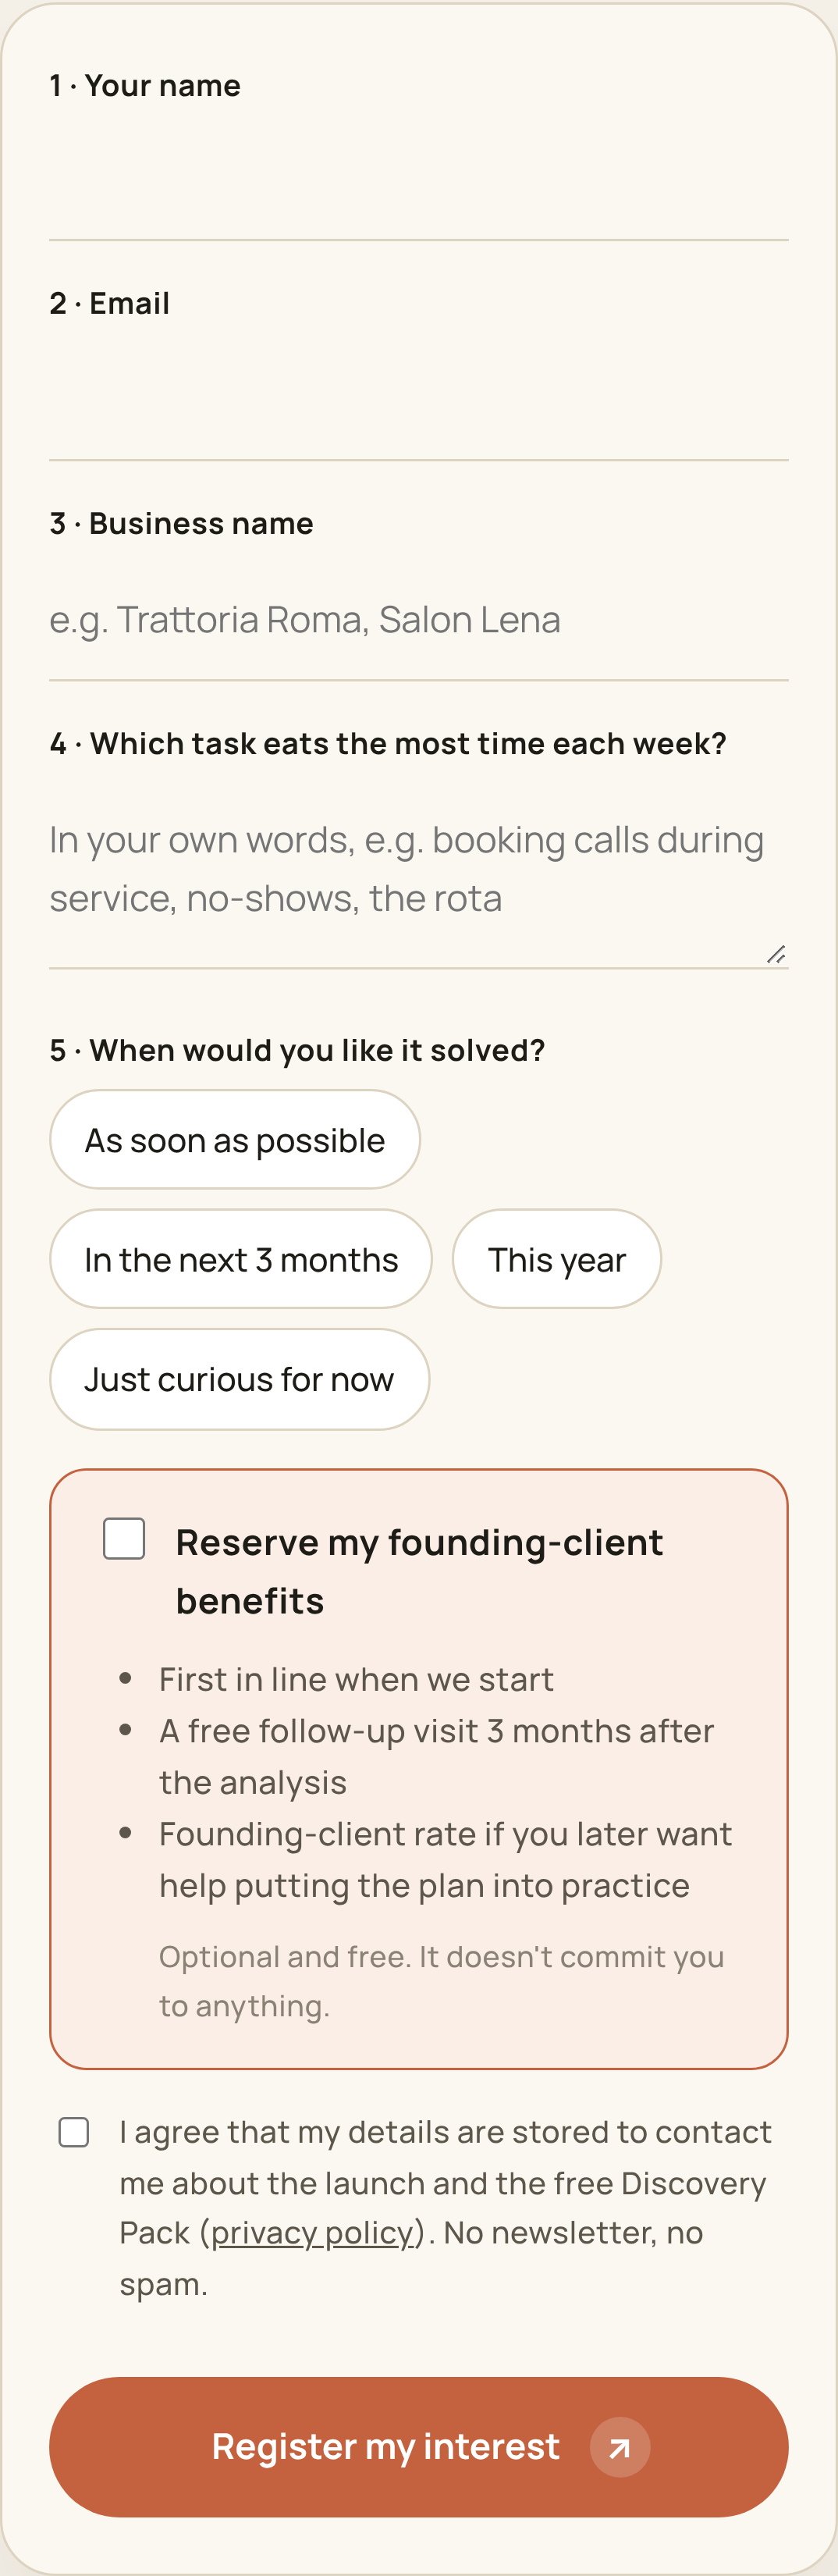 1 · Your name
2 · Email
3 · Business name
e.g. Trattoria Roma, Salon Lena
4 · Which task eats the most time each week?
In your own words, e.g. booking calls during
service, no-shows, the rota
5 · When would you like it solved?
As soon as possible
In the next 3 months
This year
Just curious for now
Reserve my founding-client
benefits
• First in line when we start
• A free follow-up visit 3 months after
the analysis
• Founding-client rate if you later want
help putting the plan into practice
Optional and free. It doesn't commit you
to anything.
I agree that my details are stored to contact
me about the launch and the free Discovery
Pack (privacy policy). No newsletter, no
spam.
Register my interest